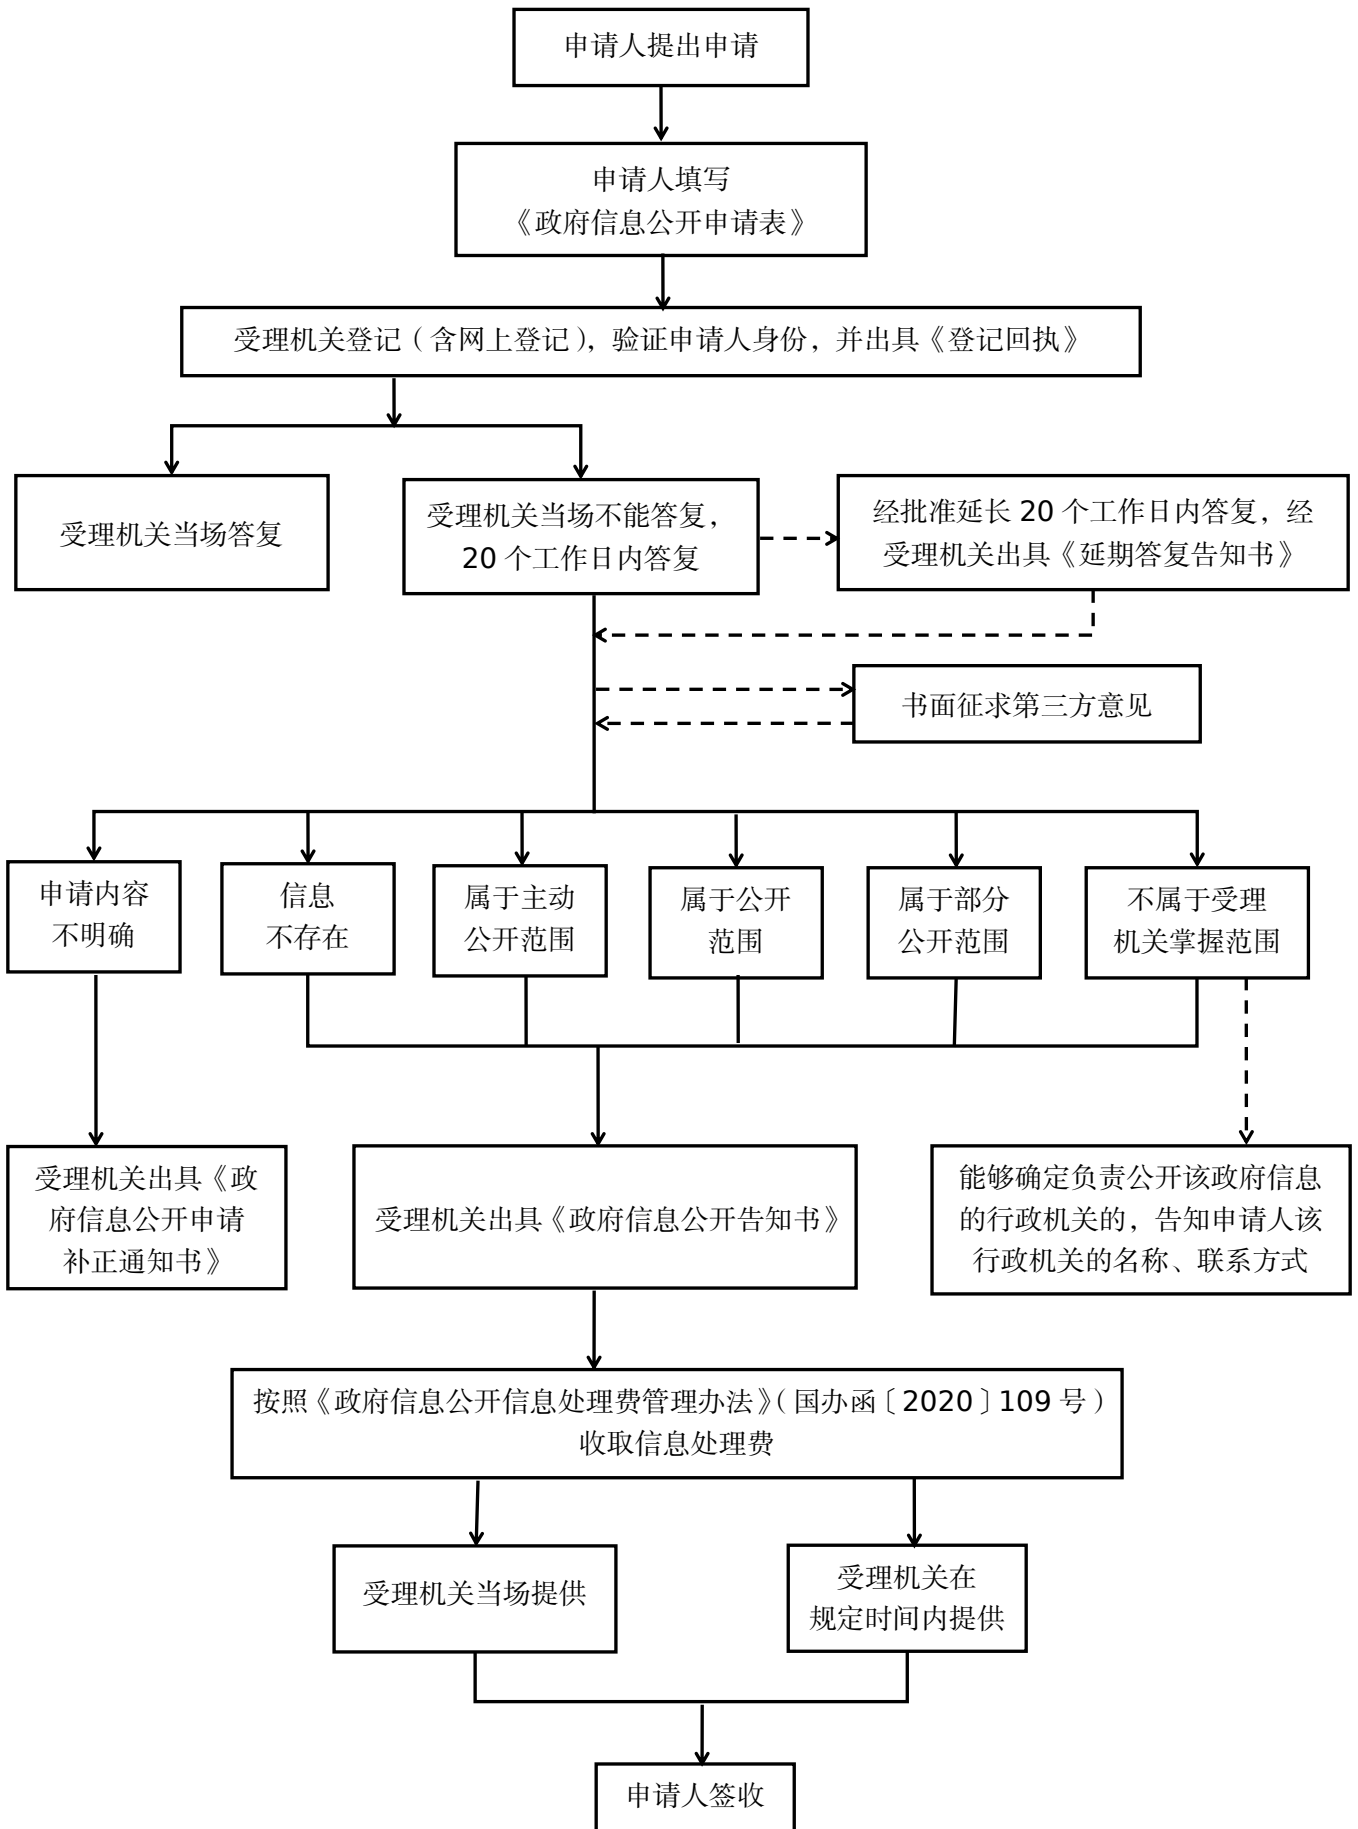 申请人提出申请
申请人填写
《政府信息公开申请表》
受理机关登记（含网上登记），验证申请人身份，并出具《登记回执》
受理机关当场答复
受理机关当场不能答复，
20 个工作日内答复
经批准延长 20 个工作日内答复，经
受理机关出具《延期答复告知书》
书面征求第三方意见
申请内容
不明确
信息
不存在
属于主动
公开范围
属于公开
范围
属于部分
公开范围
不属于受理
机关掌握范围
受理机关出具《政
府信息公开申请
补正通知书》
受理机关出具《政府信息公开告知书》
能够确定负责公开该政府信息
的行政机关的，告知申请人该
行政机关的名称、联系方式
按照《政府信息公开信息处理费管理办法》（国办函〔2020〕109 号）
收取信息处理费
受理机关当场提供
受理机关在
规定时间内提供
申请人签收